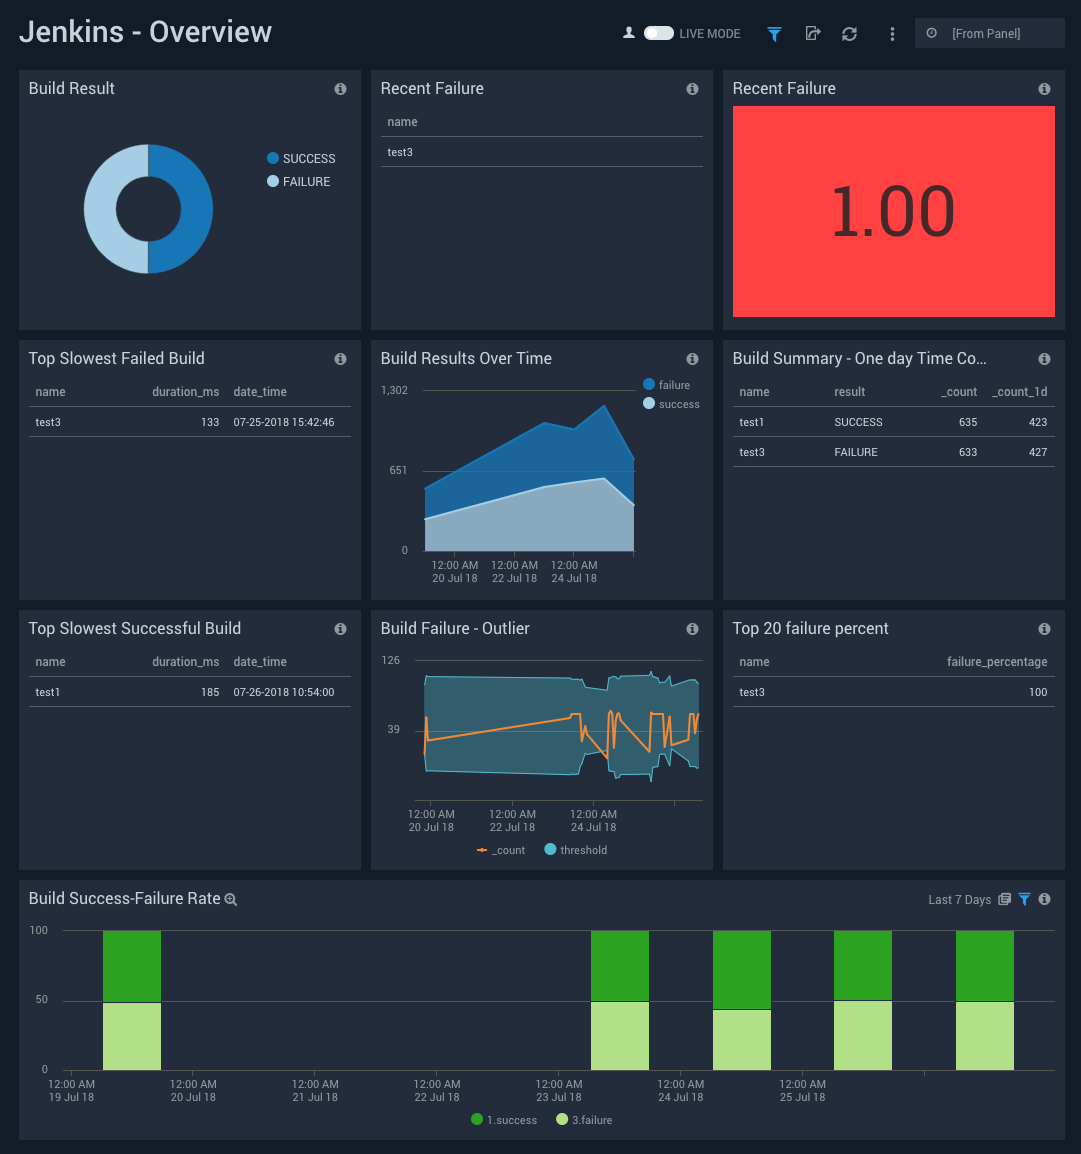 Jenkins - Overview
LIVE MODE
[From Panel]
Build Result
SUCCESS
FAILURE
Recent Failure
name
test3
Recent Failure
1.00
Top Slowest Failed Build
name duration_ms date_time
test3 133 07-25-2018 15:42:46
Build Results Over Time
failure
success
1,302
651
0
12:00 AM 12:00 AM 12:00 AM
20 Jul 18 22 Jul 18 24 Jul 18
Build Summary - One day Time Co...
name result _count _count_1d
test1 SUCCESS 635 423
test3 FAILURE 633 427
Top Slowest Successful Build
name duration_ms date_time
test1 185 07-26-2018 10:54:00
Build Failure - Outlier
126
39
12:00 AM 12:00 AM 12:00 AM
20 Jul 18 22 Jul 18 24 Jul 18
_count threshold
Top 20 failure percent
name failure_percentage
test3 100
Build Success-Failure Rate
Last 7 Days
100
50
0
12:00 AM 12:00 AM 12:00 AM 12:00 AM 12:00 AM 12:00 AM 12:00 AM
19 Jul 18 20 Jul 18 21 Jul 18 22 Jul 18 23 Jul 18 24 Jul 18 25 Jul 18
1.success 3.failure